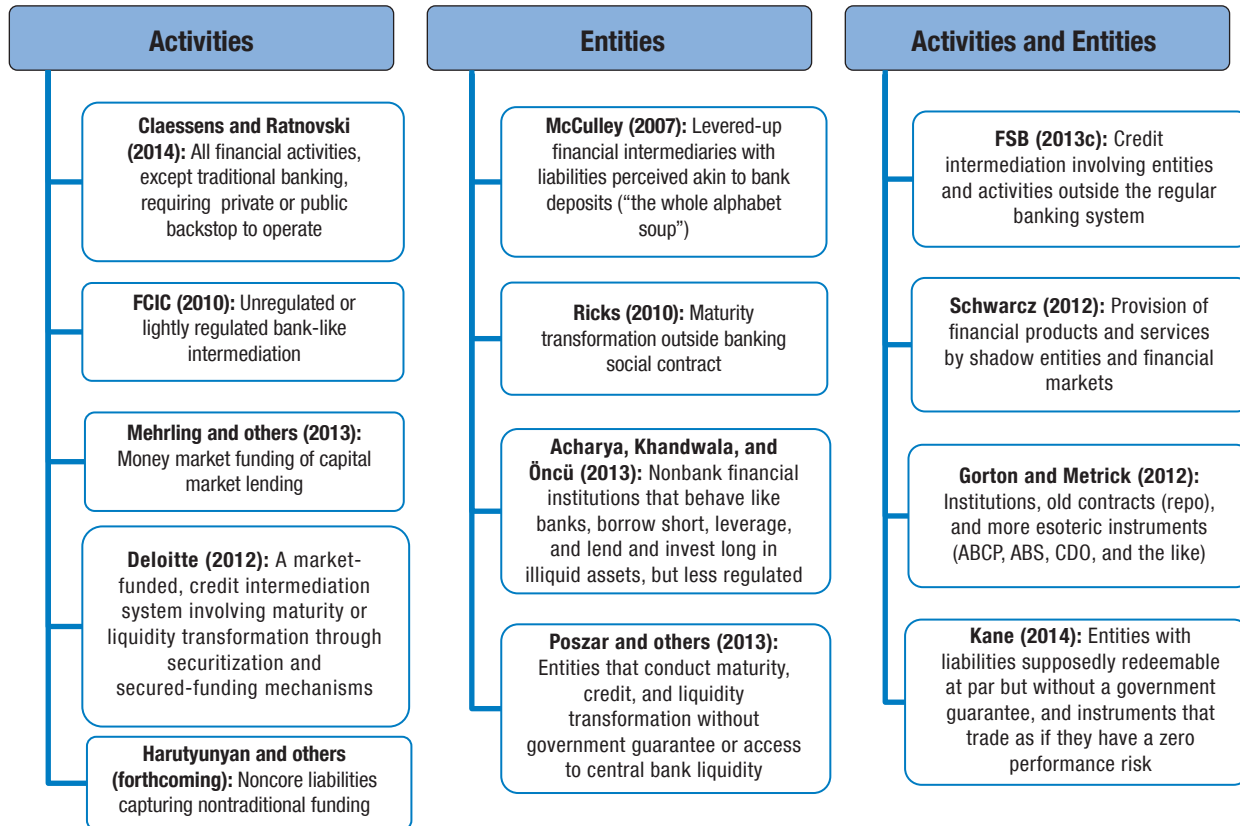 Activities
Claessens and Ratnovski
(2014): All financial activities,
except traditional banking,
requiring private or public
backstop to operate
FCIC (2010): Unregulated or
lightly regulated bank-like
intermediation
Mehrling and others (2013):
Money market funding of capital
market lending
Deloitte (2012): A market-
funded, credit intermediation
system involving maturity or
liquidity transformation through
securitization and
secured-funding mechanisms
Harutyunyan and others
(forthcoming): Noncore liabilities
capturing nontraditional funding
Entities
McCulley (2007): Levered-up
financial intermediaries with
liabilities perceived akin to bank
deposits (“the whole alphabet
soup”)
Ricks (2010): Maturity
transformation outside banking
social contract
Acharya, Khandwala, and
Öncü (2013): Nonbank financial
institutions that behave like
banks, borrow short, leverage,
and lend and invest long in
illiquid assets, but less regulated
Poszar and others (2013):
Entities that conduct maturity,
credit, and liquidity
transformation without
government guarantee or access
to central bank liquidity
Activities and Entities
FSB (2013c): Credit
intermediation involving entities
and activities outside the regular
banking system
Schwarcz (2012): Provision of
financial products and services
by shadow entities and financial
markets
Gorton and Metrick (2012):
Institutions, old contracts (repo),
and more esoteric instruments
(ABCP, ABS, CDO, and the like)
Kane (2014): Entities with
liabilities supposedly redeemable
at par but without a government
guarantee, and instruments that
trade as if they have a zero
performance risk